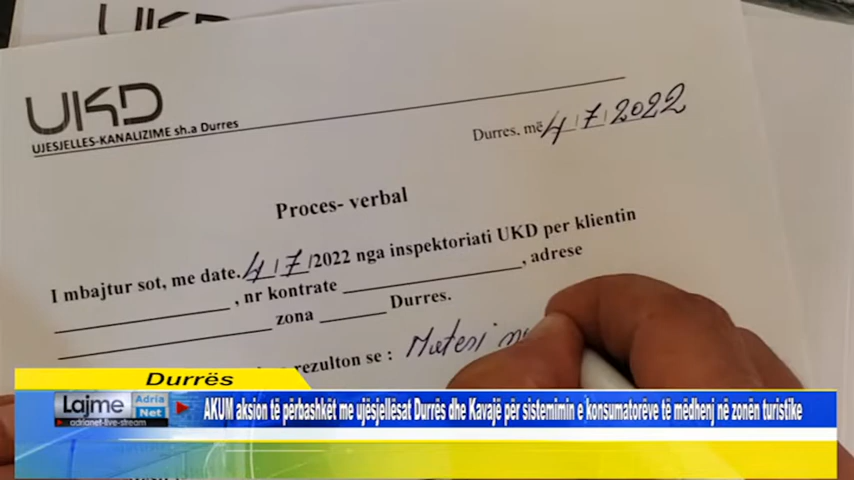 UKD
UKD
UJESJELLES-KANALIZIME sh.a Durres
Durres. më 4/7/2022
Proces- verbal
I mbajtur sot, me date. 4/7/2022 nga inspektoriati UKD per klientin
, nr kontrate , adrese
zona Durres.
rezulton se : Matesi
Durrës
Lajme Adria Net
adrianet-live-stream
AKUM aksion të përbashkët me ujësjellësat Durrës dhe Kavajë për sistemimin e konsumatorëve të mëdhenj në zonën turistike